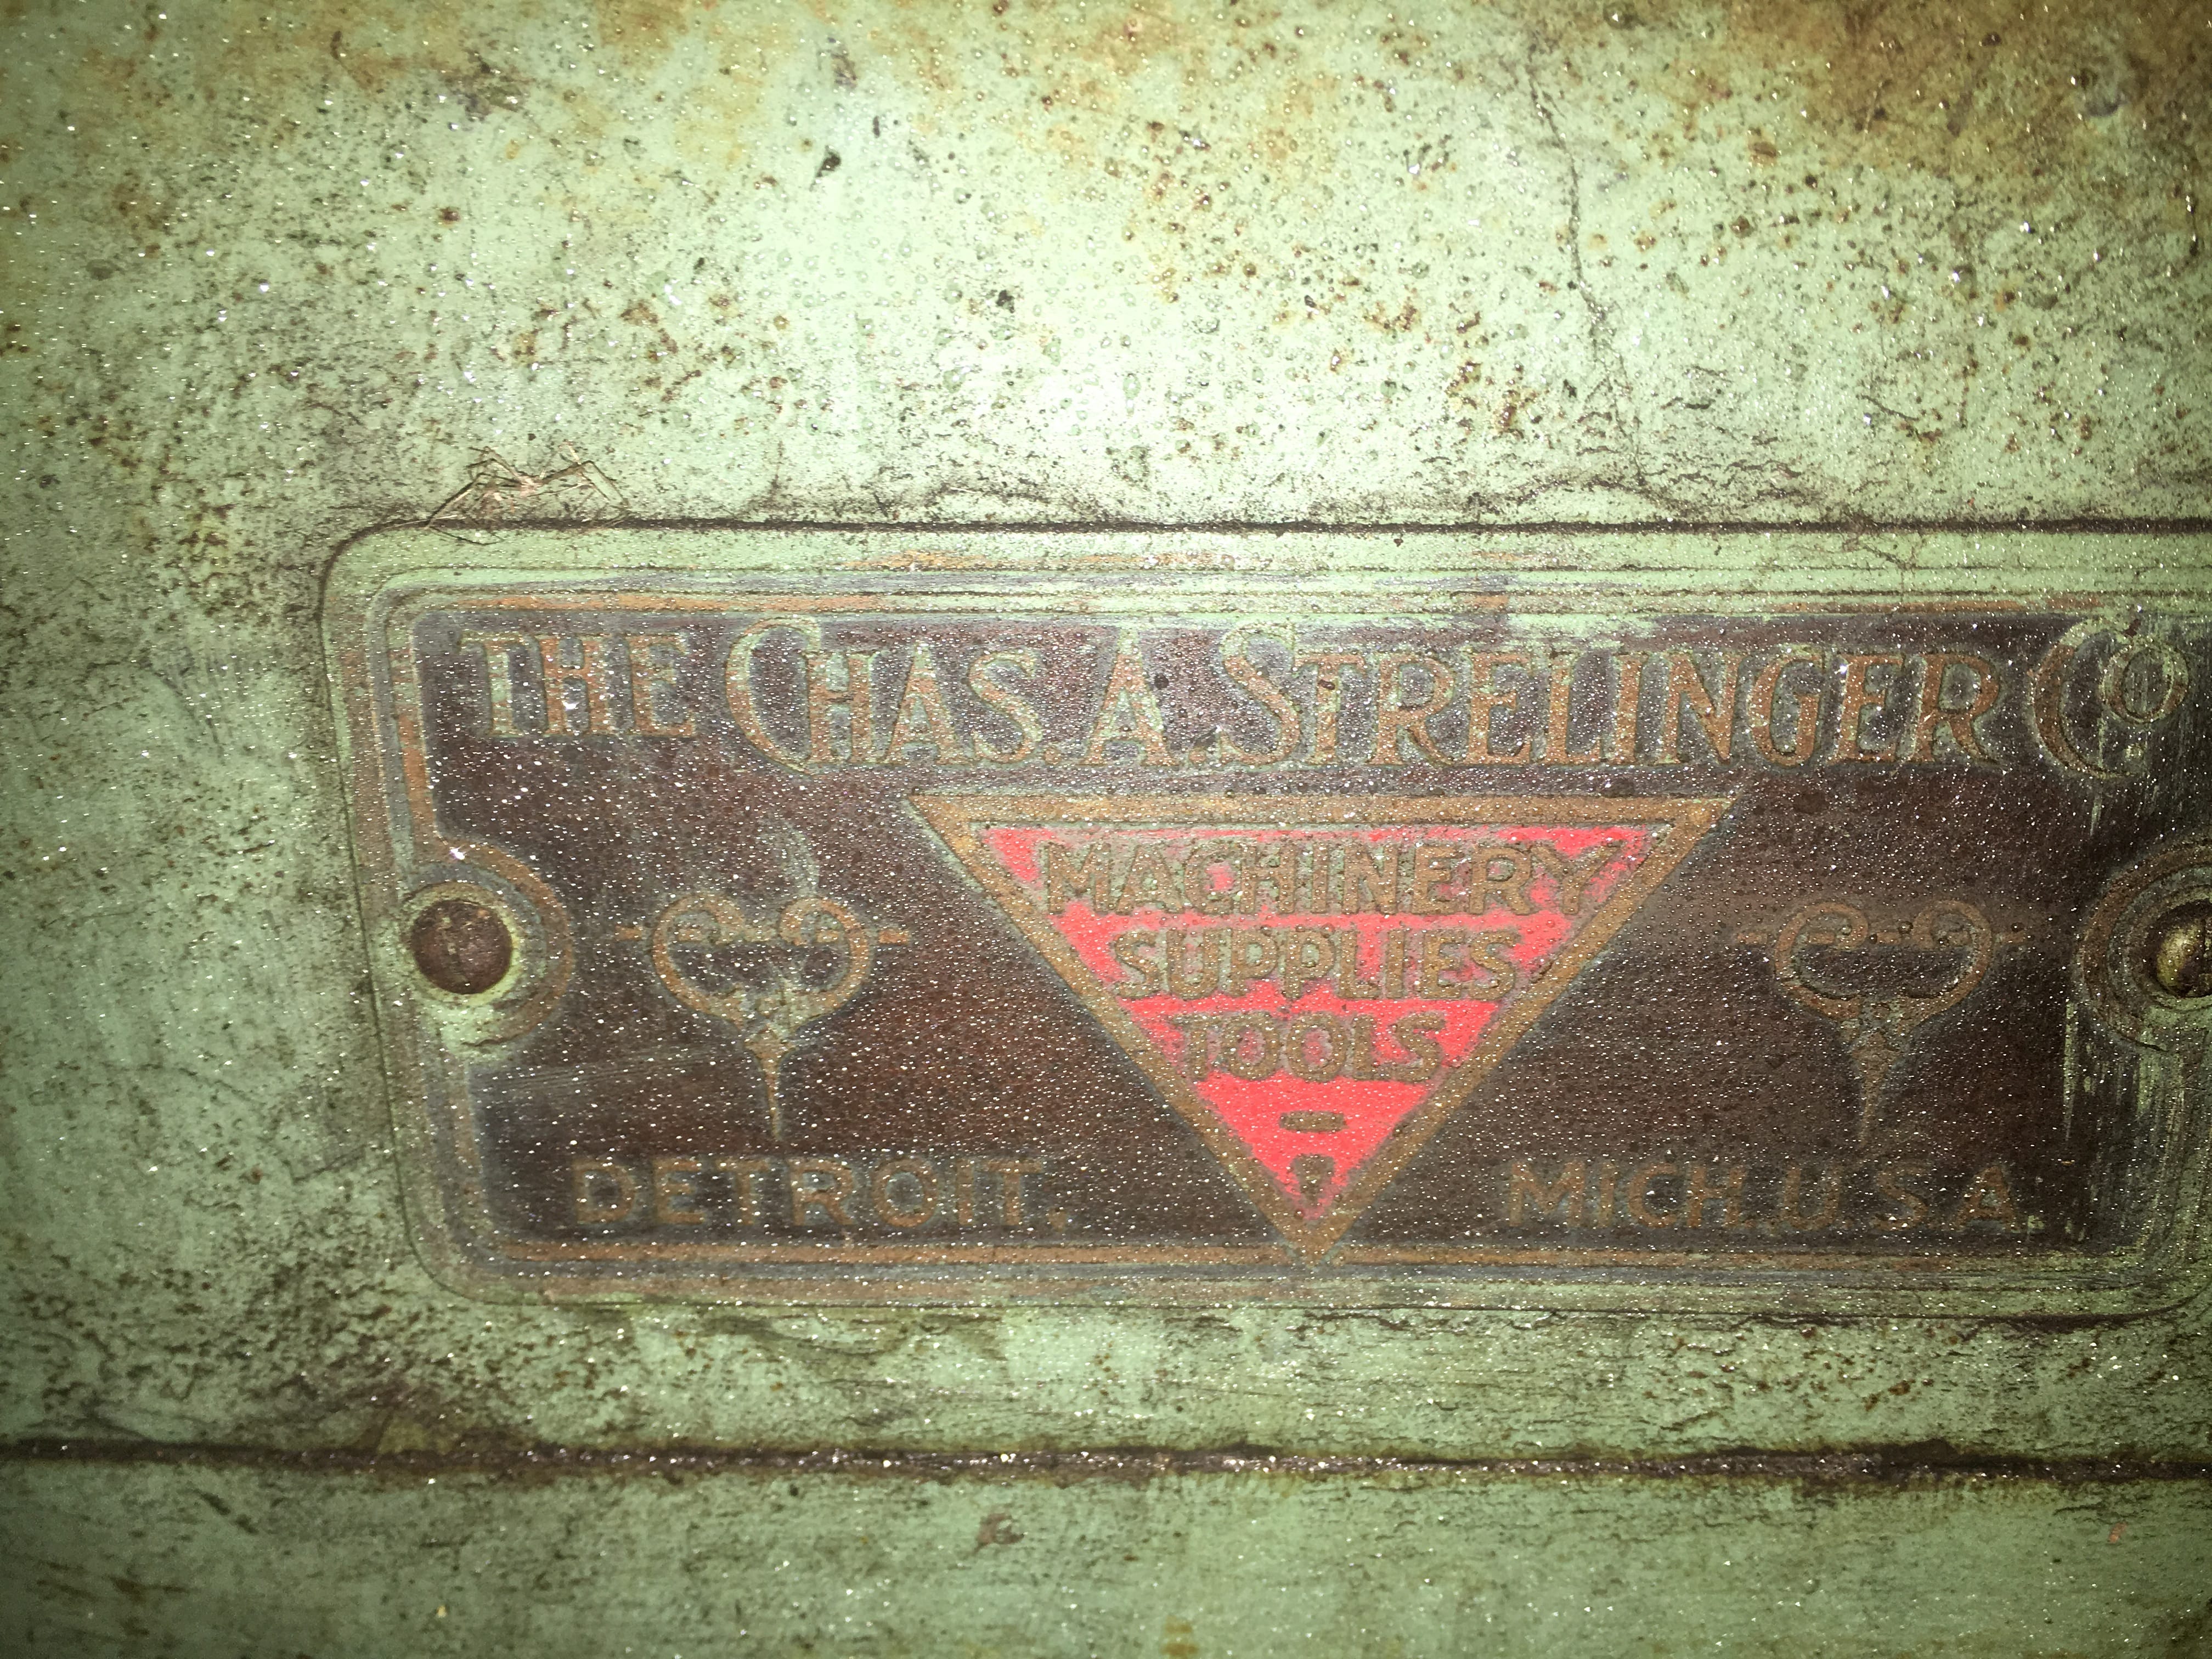 THE CHAS. A. STRELINGER CO
MACHINERY
SUPPLIES
TOOLS
DETROIT. MICH. U.S.A.